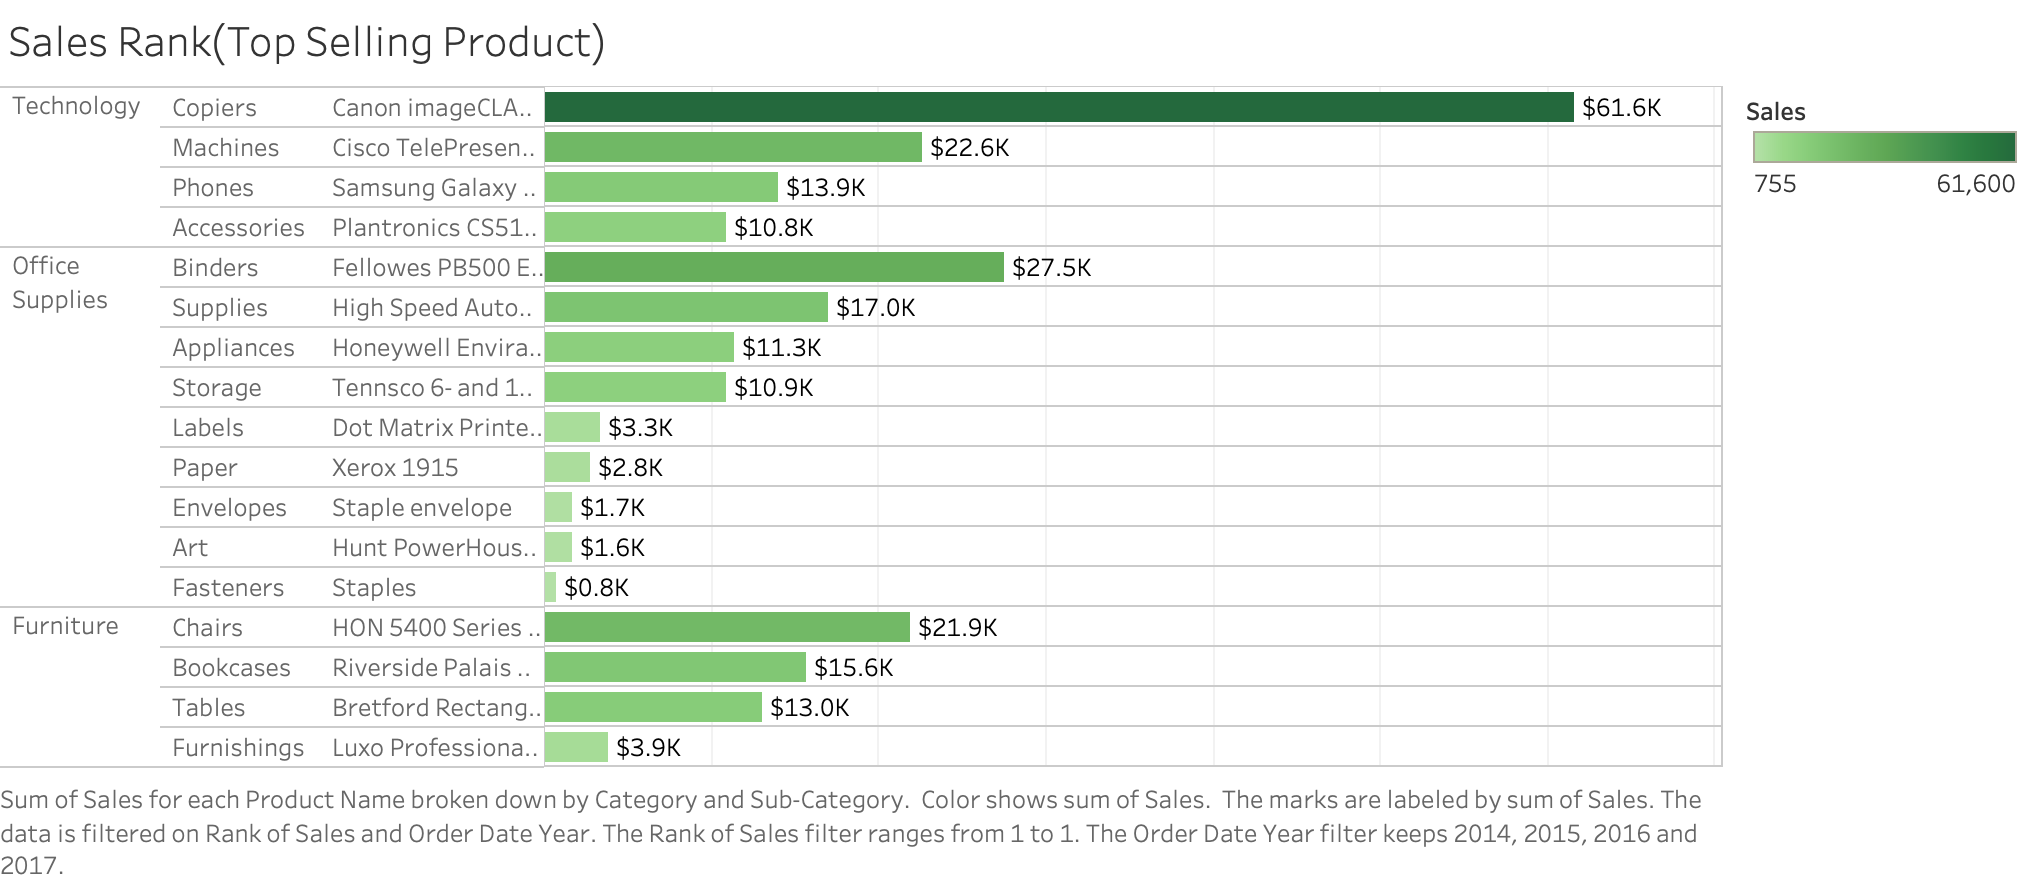 Sales Rank(Top Selling Product)
Technology Copiers Canon imageCLA.. $61.6K
Machines Cisco TelePresen.. $22.6K
Phones Samsung Galaxy .. $13.9K
Accessories Plantronics CS51.. $10.8K
Office Supplies Binders Fellowes PB500 E.. $27.5K
Supplies High Speed Auto.. $17.0K
Appliances Honeywell Envira.. $11.3K
Storage Tennsco 6- and 1.. $10.9K
Labels Dot Matrix Printe.. $3.3K
Paper Xerox 1915 $2.8K
Envelopes Staple envelope $1.7K
Art Hunt PowerHous.. $1.6K
Fasteners Staples $0.8K
Furniture Chairs HON 5400 Series .. $21.9K
Bookcases Riverside Palais .. $15.6K
Tables Bretford Rectang.. $13.0K
Furnishings Luxo Professiona.. $3.9K
Sales
755 61,600
Sum of Sales for each Product Name broken down by Category and Sub-Category.  Color shows sum of Sales.  The marks are labeled by sum of Sales. The
data is filtered on Rank of Sales and Order Date Year. The Rank of Sales filter ranges from 1 to 1. The Order Date Year filter keeps 2014, 2015, 2016 and
2017.